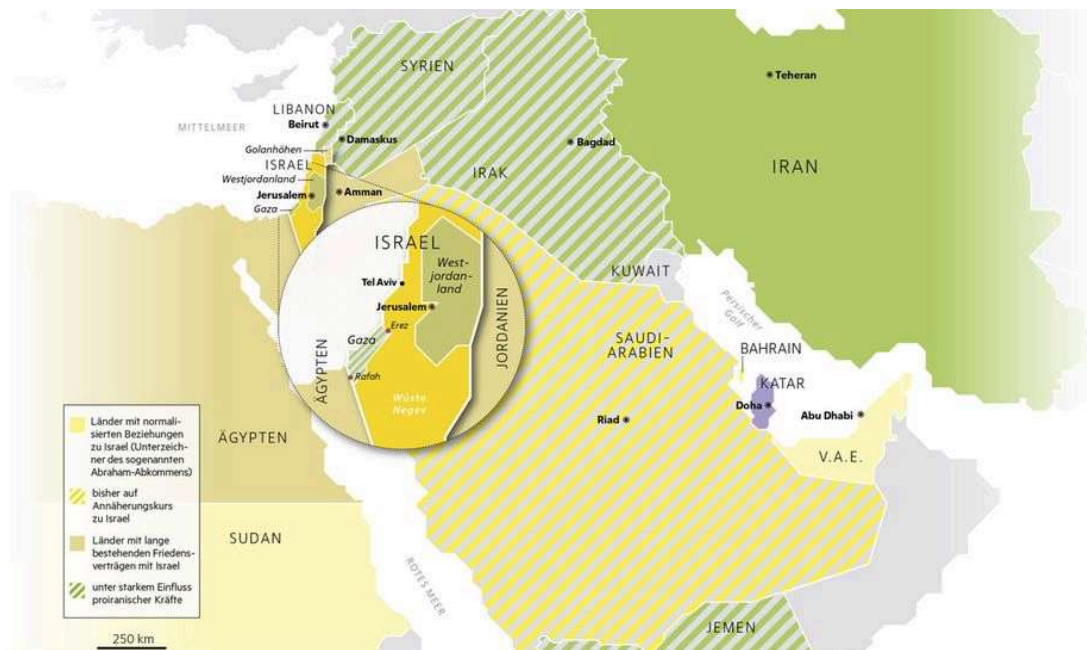 SYRIEN
Teheran
LIBANON
MITTELMEER
Beirut
Damaskus
Bagdad
Golanhöhen
ISRAEL
IRAN
IRAK
Westjordanland
Jerusalem
Amman
Gaza
ISRAEL
West-
jordan-
land
KUWAIT
Tel Aviv
Persischer
Golf
Jerusalem
Erez
Gaza
JORDANIEN
ÄGYPTEN
SAUDI-
ARABIEN
BAHRAIN
Rafah
KATAR
Wüste
Negev
Doha
Abu Dhabi
Riad
Länder mit normali-
sierten Beziehungen
zu Israel (Unterzeich-
ner des sogenannten
Abraham-Abkommens)
ÄGYPTEN
V.A.E.
bisher auf
Annäherungskurs
zu Israel
SUDAN
Länder mit lange
bestehenden Friedens-
verträgen mit Israel
ROTES MEER
unter starkem Einfluss
proiranischer Kräfte
JEMEN
250 km